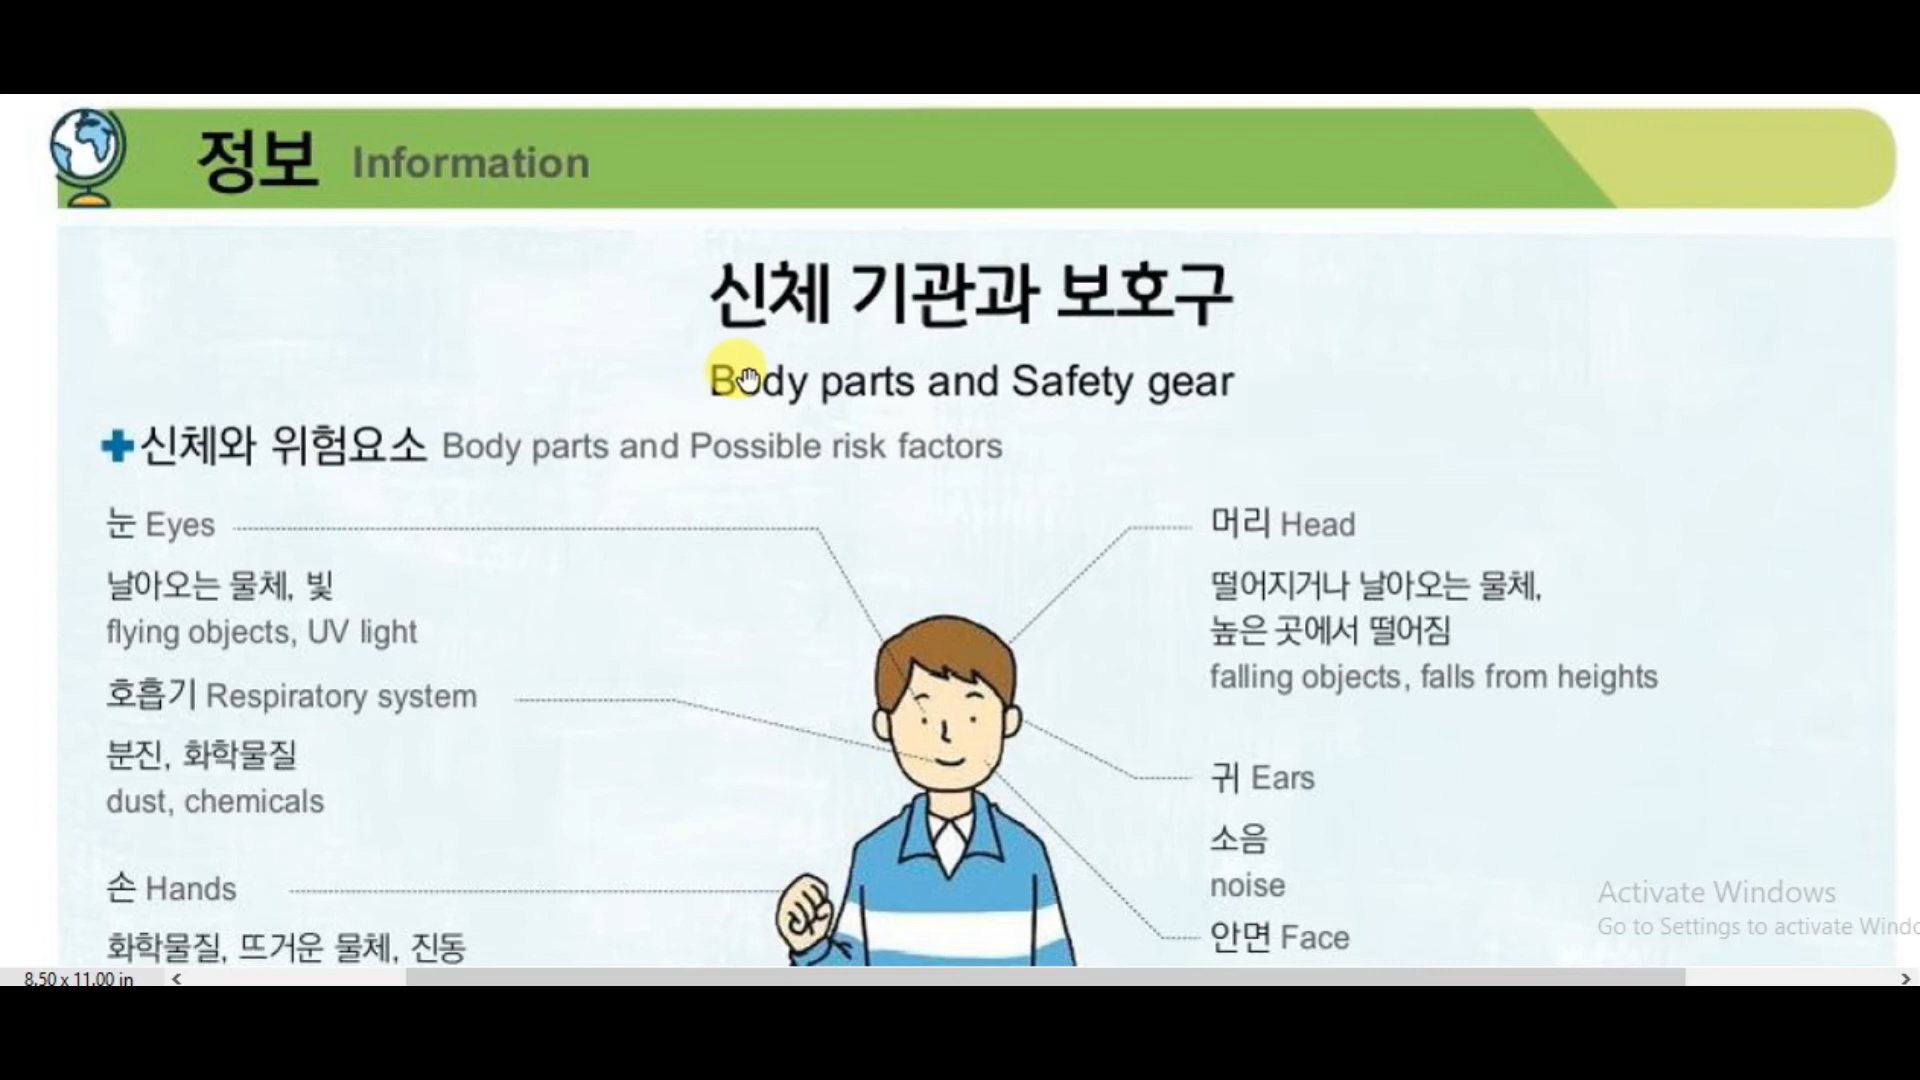 정보 Information
신체 기관과 보호구
Body parts and Safety gear
신체와 위험요소 Body parts and Possible risk factors
눈 Eyes
날아오는 물체, 빛
flying objects, UV light
호흡기 Respiratory system
분진, 화학물질
dust, chemicals
손 Hands
화학물질, 뜨거운 물체, 진동
머리 Head
떨어지거나 날아오는 물체,
높은 곳에서 떨어짐
falling objects, falls from heights
귀 Ears
소음
noise
안면 Face
Activate Windows
Go to Settings to activate Windo
8.50 x 11.00 in